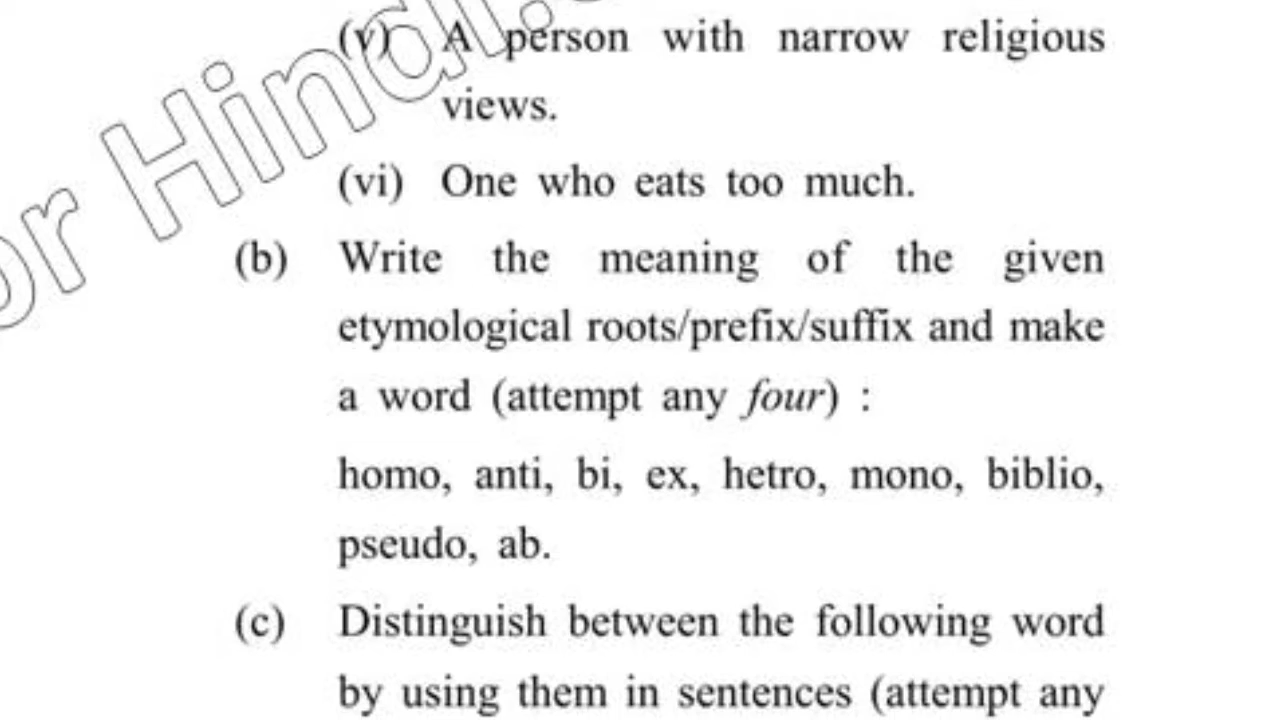 (v) A person with narrow religious
views.
(vi) One who eats too much.
(b) Write the meaning of the given
etymological roots/prefix/suffix and make
a word (attempt any four) :
homo, anti, bi, ex, hetro, mono, biblio,
pseudo, ab.
(c) Distinguish between the following word
by using them in sentences (attempt any
or Hindi.